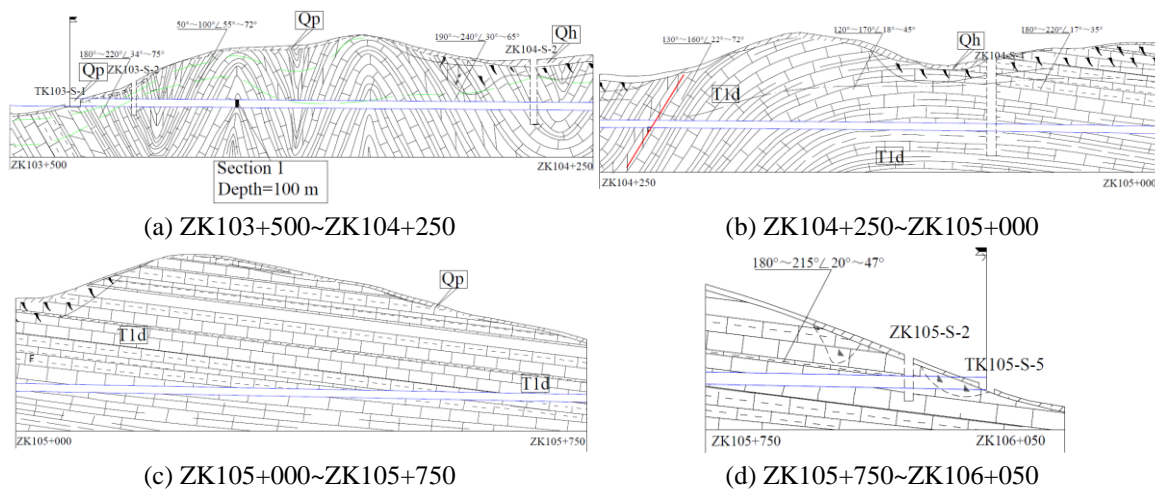 50°~100°∠55°~72°
Qp
190°~240°∠30°~65°
ZK104-S-2
Qh
180°~220°∠34°~75°
Qp
ZK103-S-2
TK103-S-1
ZK103+500
Section 1
Depth=100 m
ZK104+250
(a) ZK103+500~ZK104+250
130°~160°∠22°~72°
120°~170°∠18°~45°
Qh
ZK104-S-4
180°~220°∠17°~35°
T1d
F
T1d
ZK104+250
ZK105+000
(b) ZK104+250~ZK105+000
Qp
T1d
F
T1d
ZK105+000
ZK105+750
(c) ZK105+000~ZK105+750
180°~215°∠20°~47°
ZK105-S-2
TK105-S-5
ZK105+750
ZK106+050
(d) ZK105+750~ZK106+050